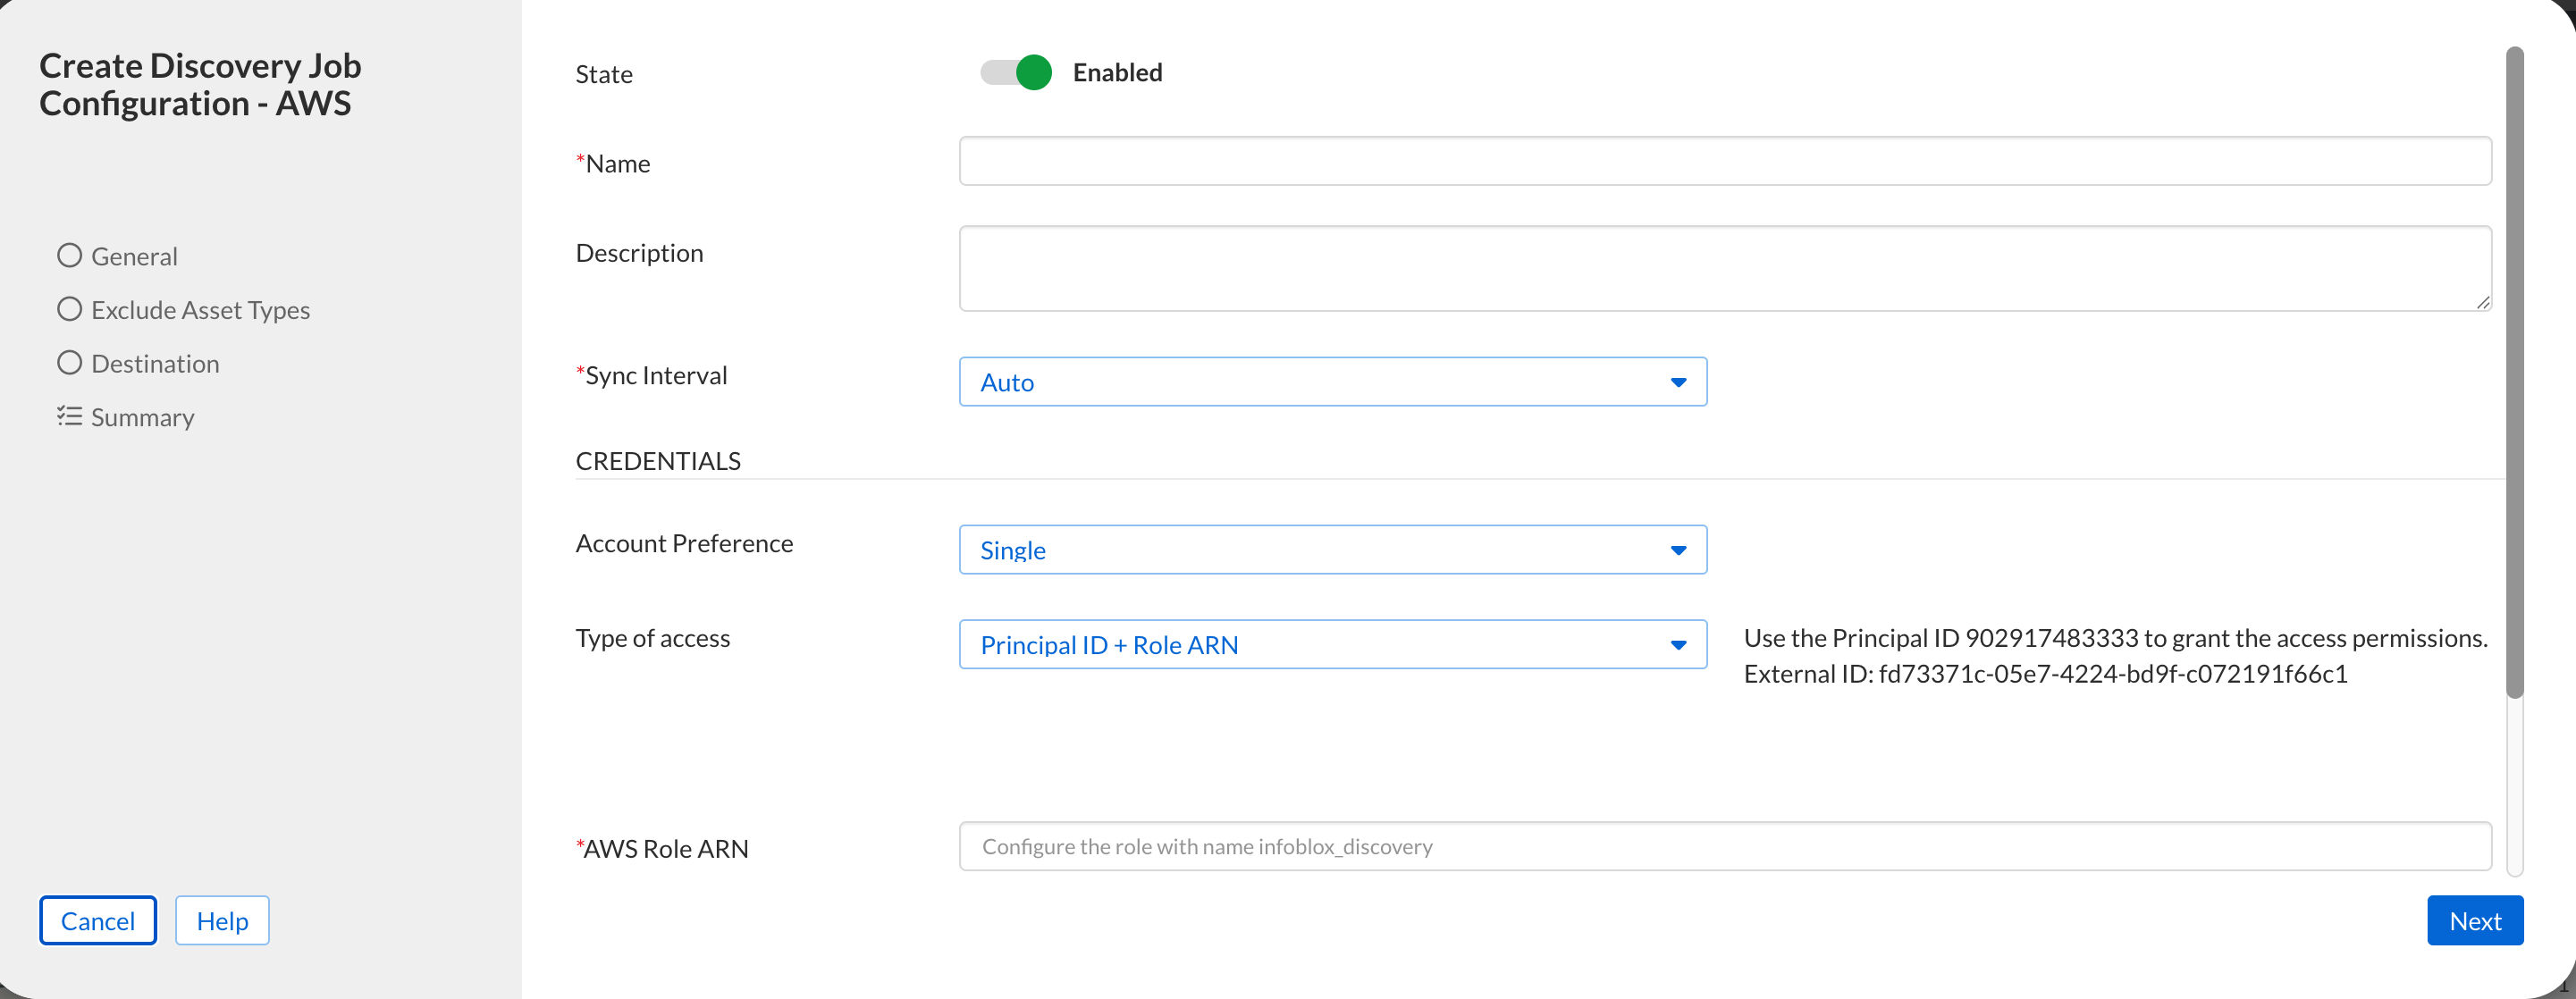 Create Discovery Job
Configuration - AWS
General
Exclude Asset Types
Destination
Summary
Cancel
Help
State
Enabled
*Name
Description
*Sync Interval
Auto
CREDENTIALS
Account Preference
Single
Type of access
Principal ID + Role ARN
Use the Principal ID 902917483333 to grant the access permissions.
External ID: fd73371c-05e7-4224-bd9f-c072191f66c1
*AWS Role ARN
Configure the role with name infoblox_discovery
Next